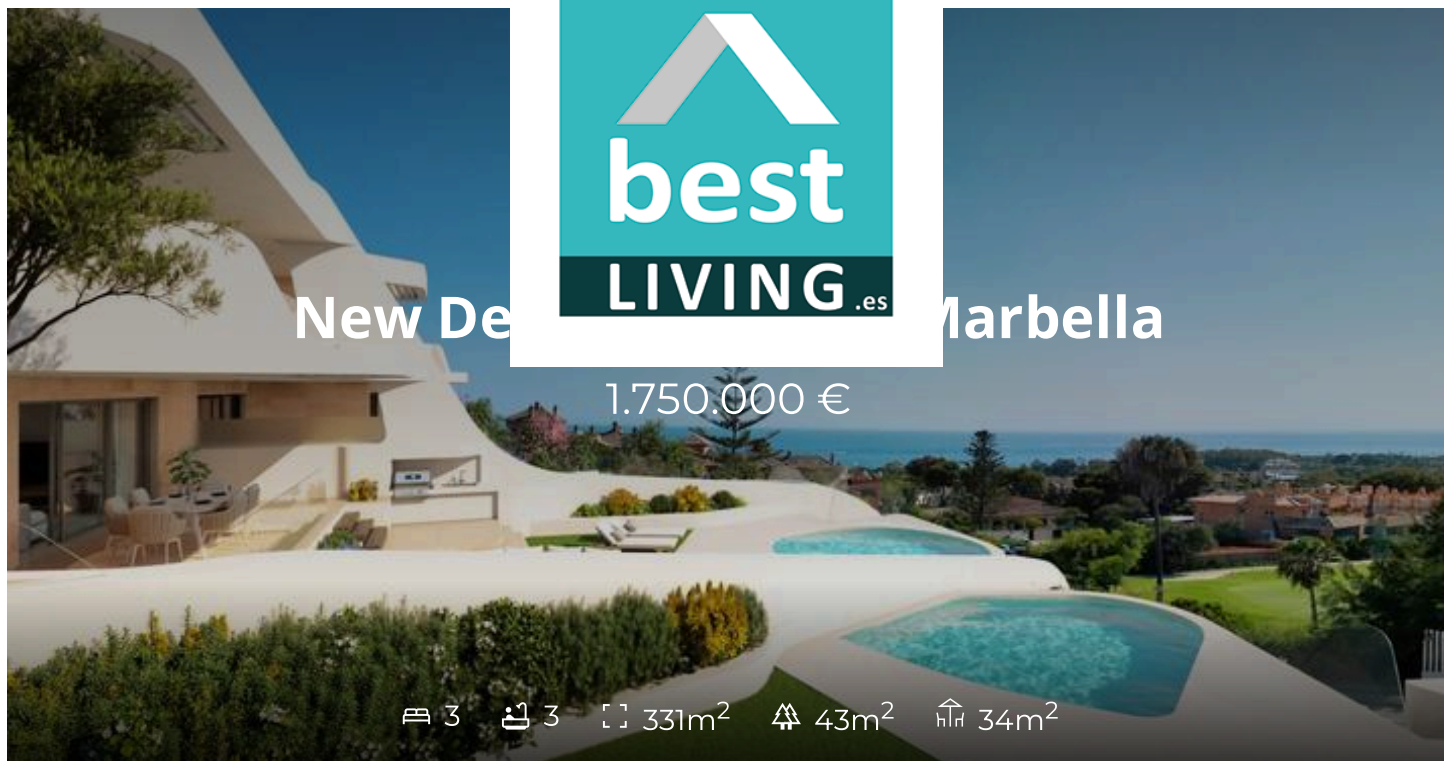 best
LIVING.es
New De Marbella
1.750.000 €
3 3 331m² 43m² 34m²